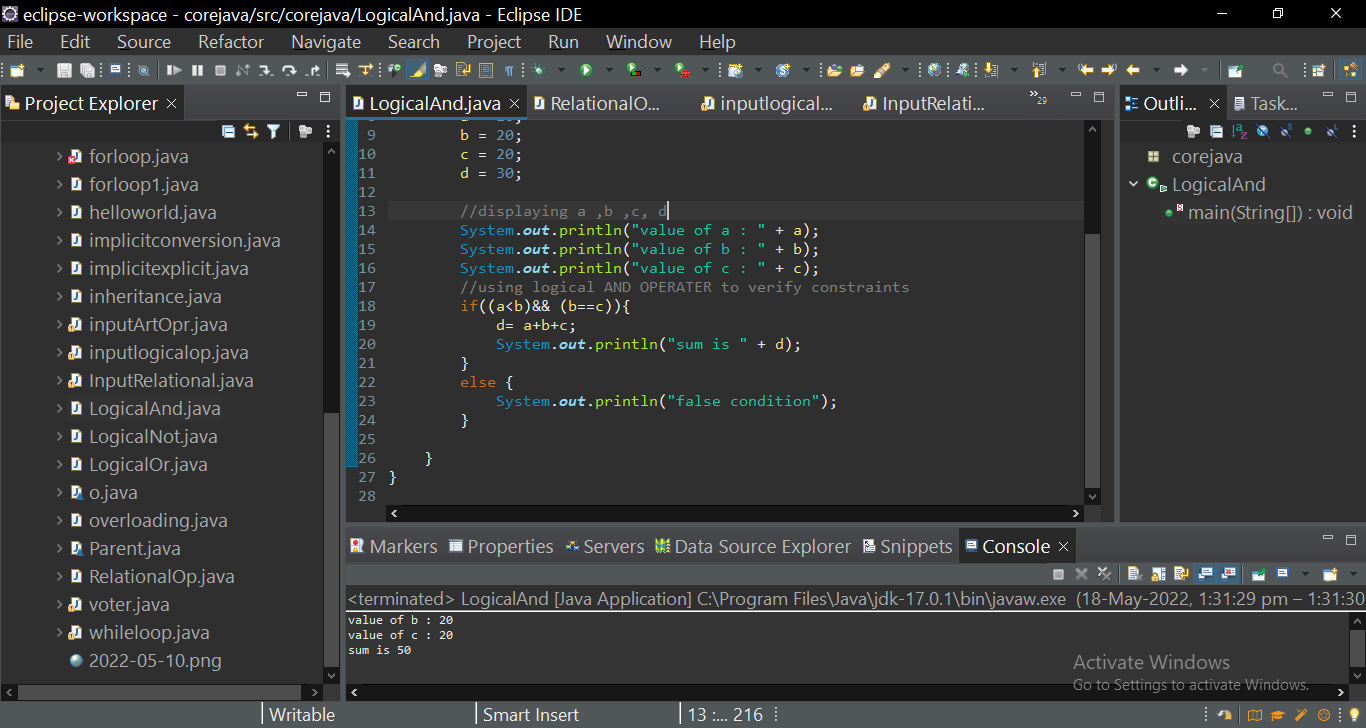 eclipse-workspace - corejava/src/corejava/LogicalAnd.java - Eclipse IDE
File Edit Source Refactor Navigate Search Project Run Window Help
Project Explorer
forloop.java
forloop1.java
helloworld.java
implicitconversion.java
implicitexplicit.java
inheritance.java
inputArtOpr.java
inputlogicalop.java
InputRelational.java
LogicalAnd.java
LogicalNot.java
LogicalOr.java
o.java
overloading.java
Parent.java
RelationalOp.java
voter.java
whileloop.java
2022-05-10.png
LogicalAnd.java RelationalO... inputlogical... InputRelati... »29
9 b = 20;
10 c = 20;
11 d = 30;
12
13 //displaying a ,b ,c, d
14 System.out.println("value of a : " + a);
15 System.out.println("value of b : " + b);
16 System.out.println("value of c : " + c);
17 //using logical AND OPERATER to verify constraints
18 if((a<b)&& (b==c)){
19 d= a+b+c;
20 System.out.println("sum is " + d);
21 }
22 else {
23 System.out.println("false condition");
24 }
25
26 }
27 }
28
Outli... Task...
corejava
LogicalAnd
main(String[]) : void
Markers Properties Servers Data Source Explorer Snippets Console
<terminated> LogicalAnd [Java Application] C:\Program Files\Java\jdk-17.0.1\bin\javaw.exe (18-May-2022, 1:31:29 pm – 1:31:30
value of b : 20
value of c : 20
sum is 50
Activate Windows
Go to Settings to activate Windows.
Writable Smart Insert 13 :... 216